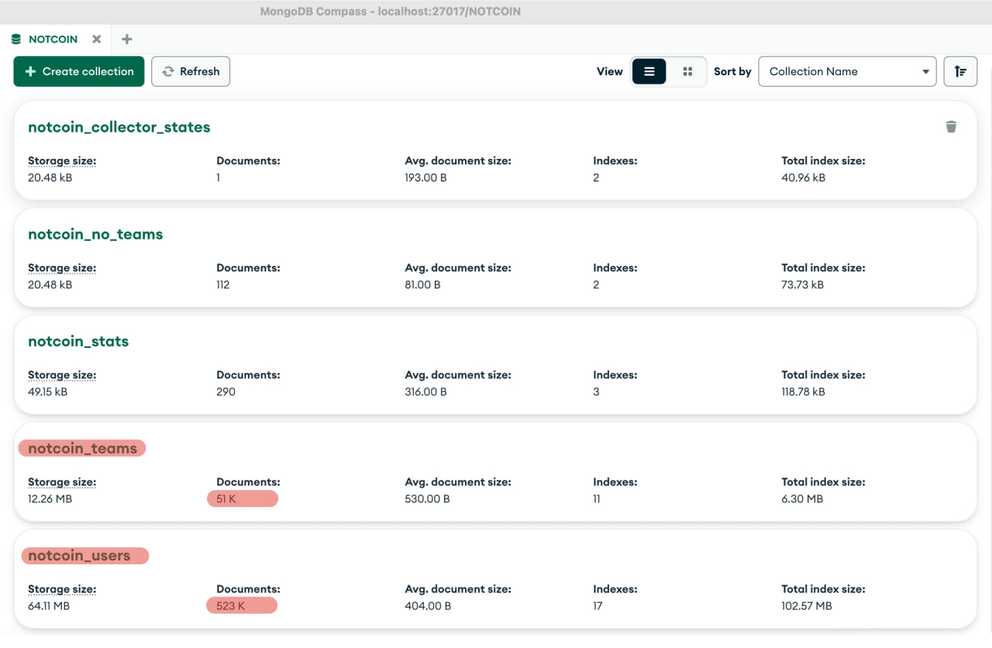 MongoDB Compass - localhost:27017/NOTCOIN
NOTCOIN
Create collection
Refresh
View
Sort by
Collection Name
notcoin_collector_states
Storage size: Documents: Avg. document size: Indexes: Total index size:
20.48 kB 1 193.00 B 2 40.96 kB
notcoin_no_teams
Storage size: Documents: Avg. document size: Indexes: Total index size:
20.48 kB 112 81.00 B 2 73.73 kB
notcoin_stats
Storage size: Documents: Avg. document size: Indexes: Total index size:
49.15 kB 290 316.00 B 3 118.78 kB
notcoin_teams
Storage size: Documents: Avg. document size: Indexes: Total index size:
12.26 MB 51 K 530.00 B 11 6.30 MB
notcoin_users
Storage size: Documents: Avg. document size: Indexes: Total index size:
64.11 MB 523 K 404.00 B 17 102.57 MB